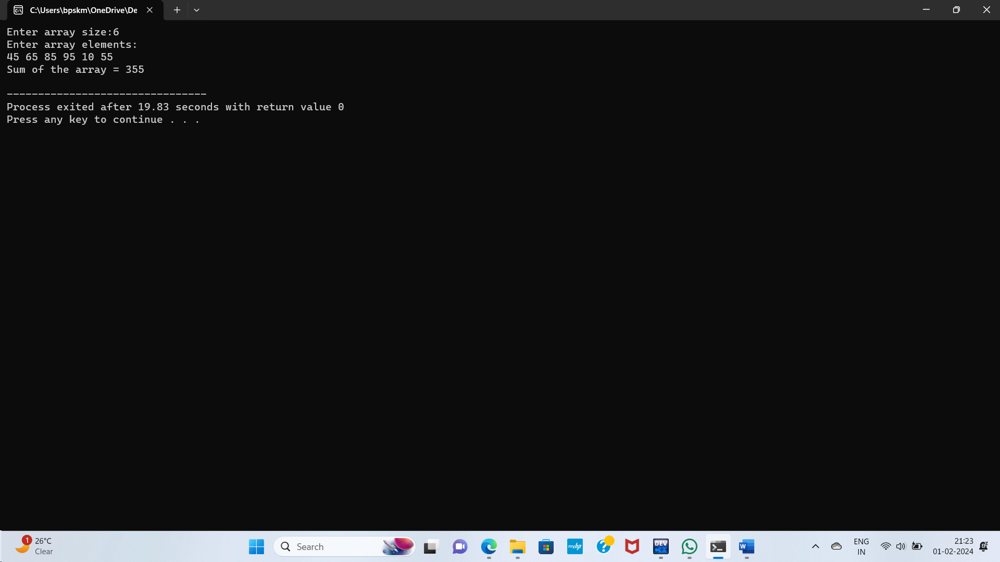 C:\Users\bpskm\OneDrive\De
Enter array size:6
Enter array elements:
45 65 85 95 10 55
Sum of the array = 355
--------------------------------
Process exited after 19.83 seconds with return value 0
Press any key to continue . . .
1
26°C
Clear
Search
myhp
DEV
C++
W
ENG
IN
21:23
01-02-2024